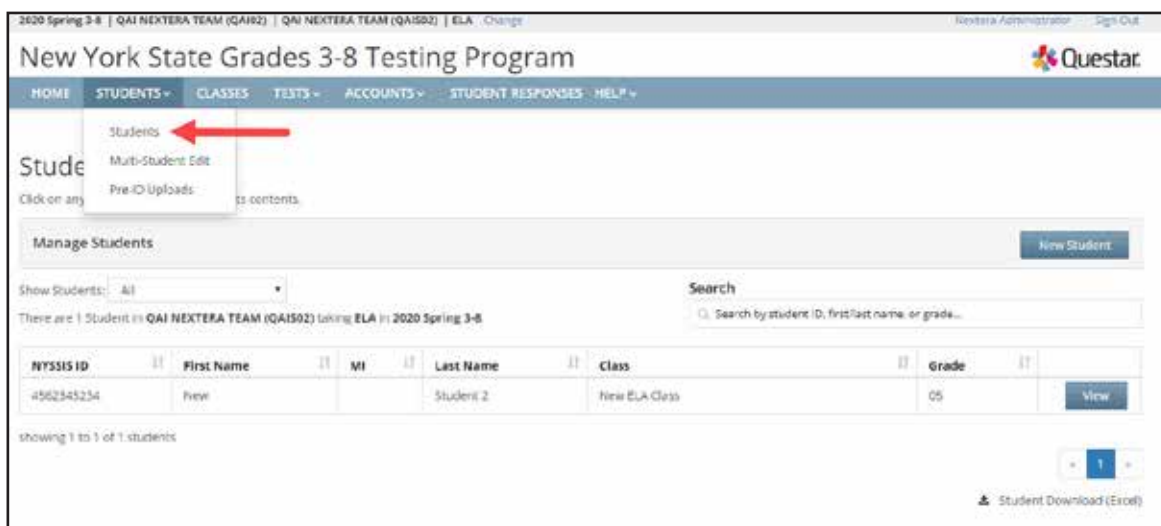 2020 Spring 3-8 | QAI NEXTERA TEAM (QAI02) | QAI NEXTERA TEAM (QAIS02) | ELA Change Nextera Administrator Sign Out
New York State Grades 3-8 Testing Program Questar
HOME STUDENTS CLASSES TESTS ACCOUNTS STUDENT RESPONSES HELP
Students
Multi-Student Edit
Stude
Pre-ID Uploads
Click on any ts contents.
Manage Students New Student
Show Students: All Search
There are 1 Student in QAI NEXTERA TEAM (QAIS02) taking ELA in 2020 Spring 3-8 Search by student ID, first/last name, or grade...
NYSSIS ID First Name MI Last Name Class Grade
4562345234 New Student 2 New ELA Class 05 View
showing 1 to 1 of 1 students
« 1 »
Student Download (Excel)